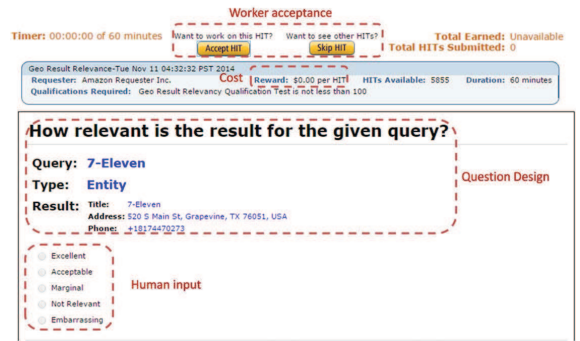 Worker acceptance
Timer: 00:00:00 of 60 minutes
Want to work on this HIT? Want to see other HITs?
Total Earned: Unavailable
Accept HIT Skip HIT
Total HITs Submitted: 0
Geo Result Relevance-Tue Nov 11 04:32:32 PST 2014
Requester: Amazon Requester Inc. Cost Reward: $0.00 per HIT HITs Available: 5855 Duration: 60 minutes
Qualifications Required: Geo Result Relevancy Qualification Test is not less than 100
How relevant is the result for the given query?
Query: 7-Eleven
Type: Entity
Question Design
Result: Title: 7-Eleven
Address: 520 S Main St, Grapevine, TX 76051, USA
Phone: +18174470273
Excellent
Acceptable
Marginal
Human input
Not Relevant
Embarrassing